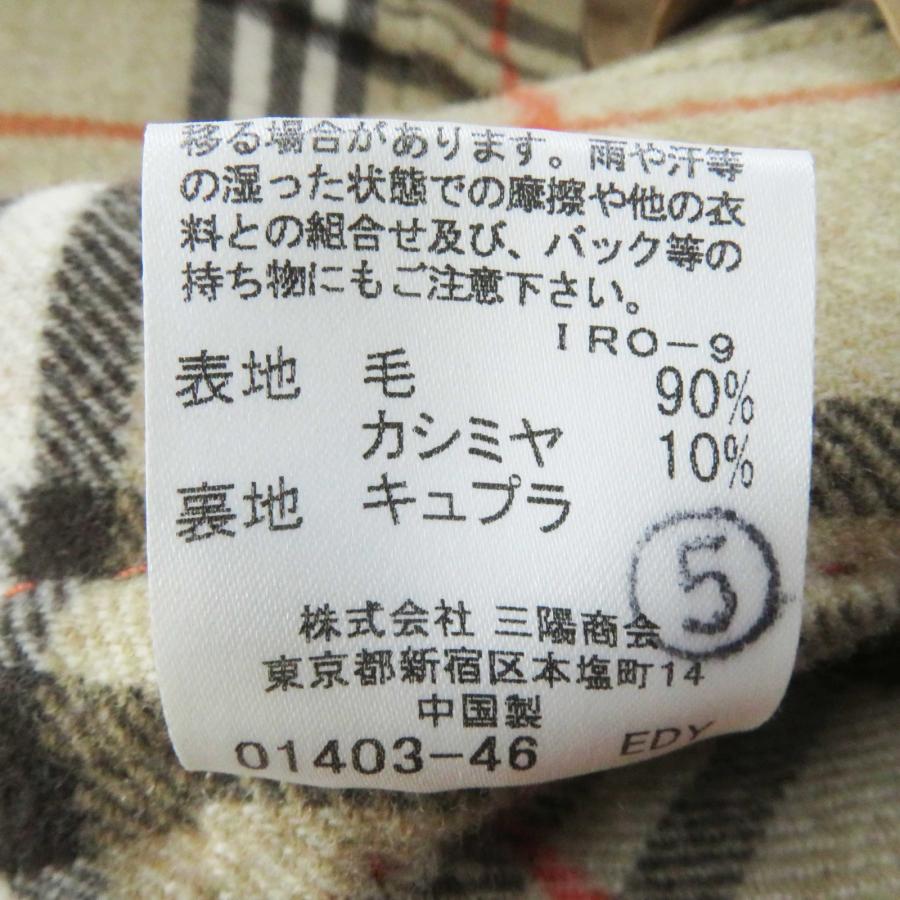 移る場合があります。雨や汗等
の湿った状態での摩擦や他の衣
料との組合せ及び、バック等の
持ち物にもご注意下さい。
IRO-9
表地 毛 90%
カシミヤ 10%
裏地 キュプラ
5
株式会社 三陽商会
東京都新宿区本塩町14
中国製
01403-46 EDY